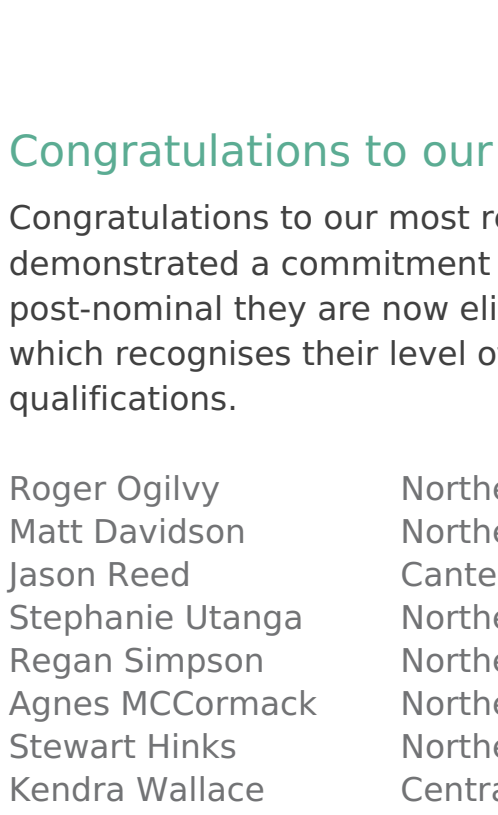 Congratulations to our
Congratulations to our most
demonstrated a commitment
post-nominal they are now
which recognises their level
qualifications.
Roger Ogilvy
Matt Davidson
Jason Reed
Stephanie Utanga
Regan Simpson
Agnes MCCormack
Stewart Hinks
Kendra Wallace